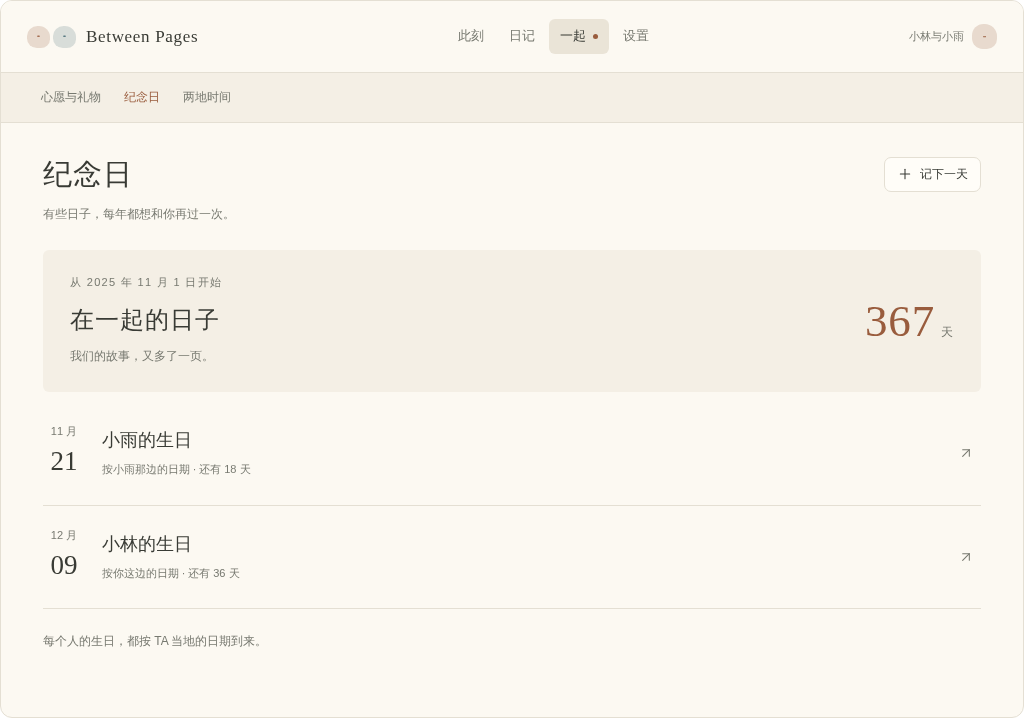 Between Pages
此刻
日记
一起
设置
小林与小雨
心愿与礼物
纪念日
两地时间
纪念日
记下一天
有些日子，每年都想和你再过一次。
从 2025 年 11 月 1 日开始
在一起的日子
367 天
我们的故事，又多了一页。
11 月
21
小雨的生日
按小雨那边的日期 · 还有 18 天
12 月
09
小林的生日
按你这边的日期 · 还有 36 天
每个人的生日，都按 TA 当地的日期到来。